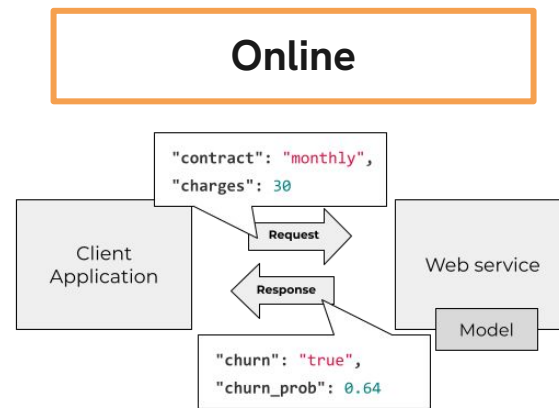 Online
"contract": "monthly",
"charges": 30
Request
Client
Application
Web service
Response
Model
"churn": "true",
"churn_prob": 0.64